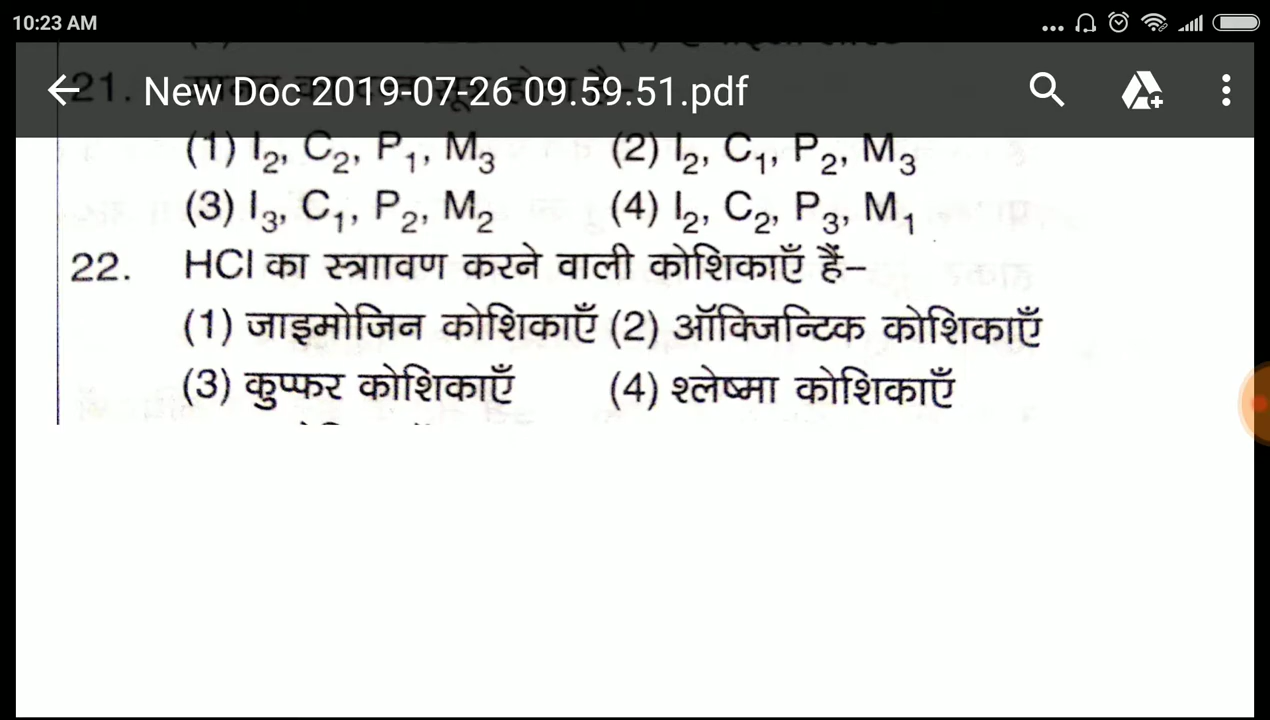 10:23 AM
21.
New Doc 2019-07-26 09.59.51.pdf
(1) I₂, C₂, P₁, M₃ (2) I₂, C₁, P₂, M₃
(3) I₃, C₁, P₂, M₂ (4) I₂, C₂, P₃, M₁
22. HCl का स्त्राावण करने वाली कोशिकाएँ हैं–
(1) जाइमोजिन कोशिकाएँ (2) ऑक्जिन्टिक कोशिकाएँ
(3) कुप्फर कोशिकाएँ (4) श्लेष्मा कोशिकाएँ